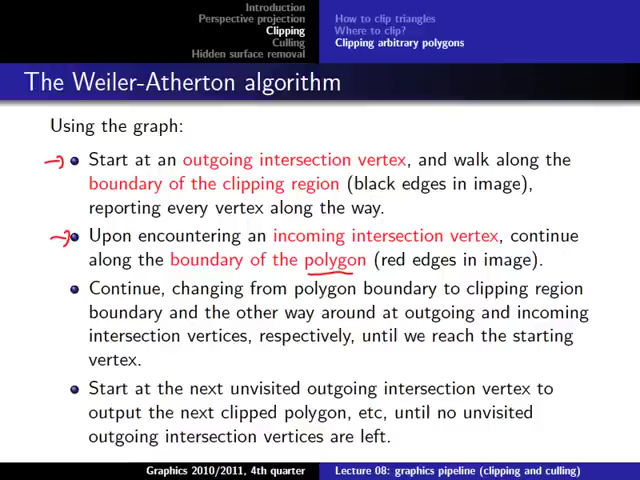 Introduction
Perspective projection
Clipping
Culling
Hidden surface removal
How to clip triangles
Where to clip?
Clipping arbitrary polygons
The Weiler-Atherton algorithm
Using the graph:
Start at an outgoing intersection vertex, and walk along the
boundary of the clipping region (black edges in image),
reporting every vertex along the way.
Upon encountering an incoming intersection vertex, continue
along the boundary of the polygon (red edges in image).
Continue, changing from polygon boundary to clipping region
boundary and the other way around at outgoing and incoming
intersection vertices, respectively, until we reach the starting
vertex.
Start at the next unvisited outgoing intersection vertex to
output the next clipped polygon, etc, until no unvisited
outgoing intersection vertices are left.
Graphics 2010/2011, 4th quarter
Lecture 08: graphics pipeline (clipping and culling)